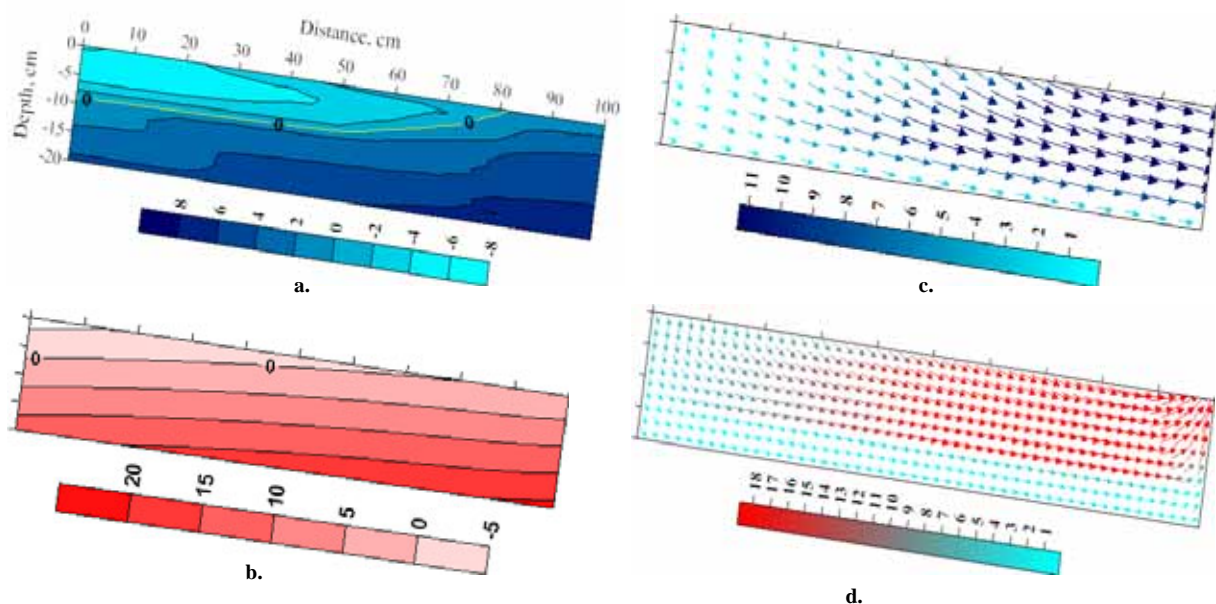 Distance, cm
0 10 20 30 40 50 60 70 80 90 100
Depth, cm
0
-5
-10
-15
-20
0 0 0
8 6 4 2 0 -2 -4 -6 -8
a.
11 10 9 8 7 6 5 4 3 2 1
c.
0 0
20 15 10 5 0 -5
b.
18 17 16 15 14 13 12 11 10 9 8 7 6 5 4 3 2 1
d.